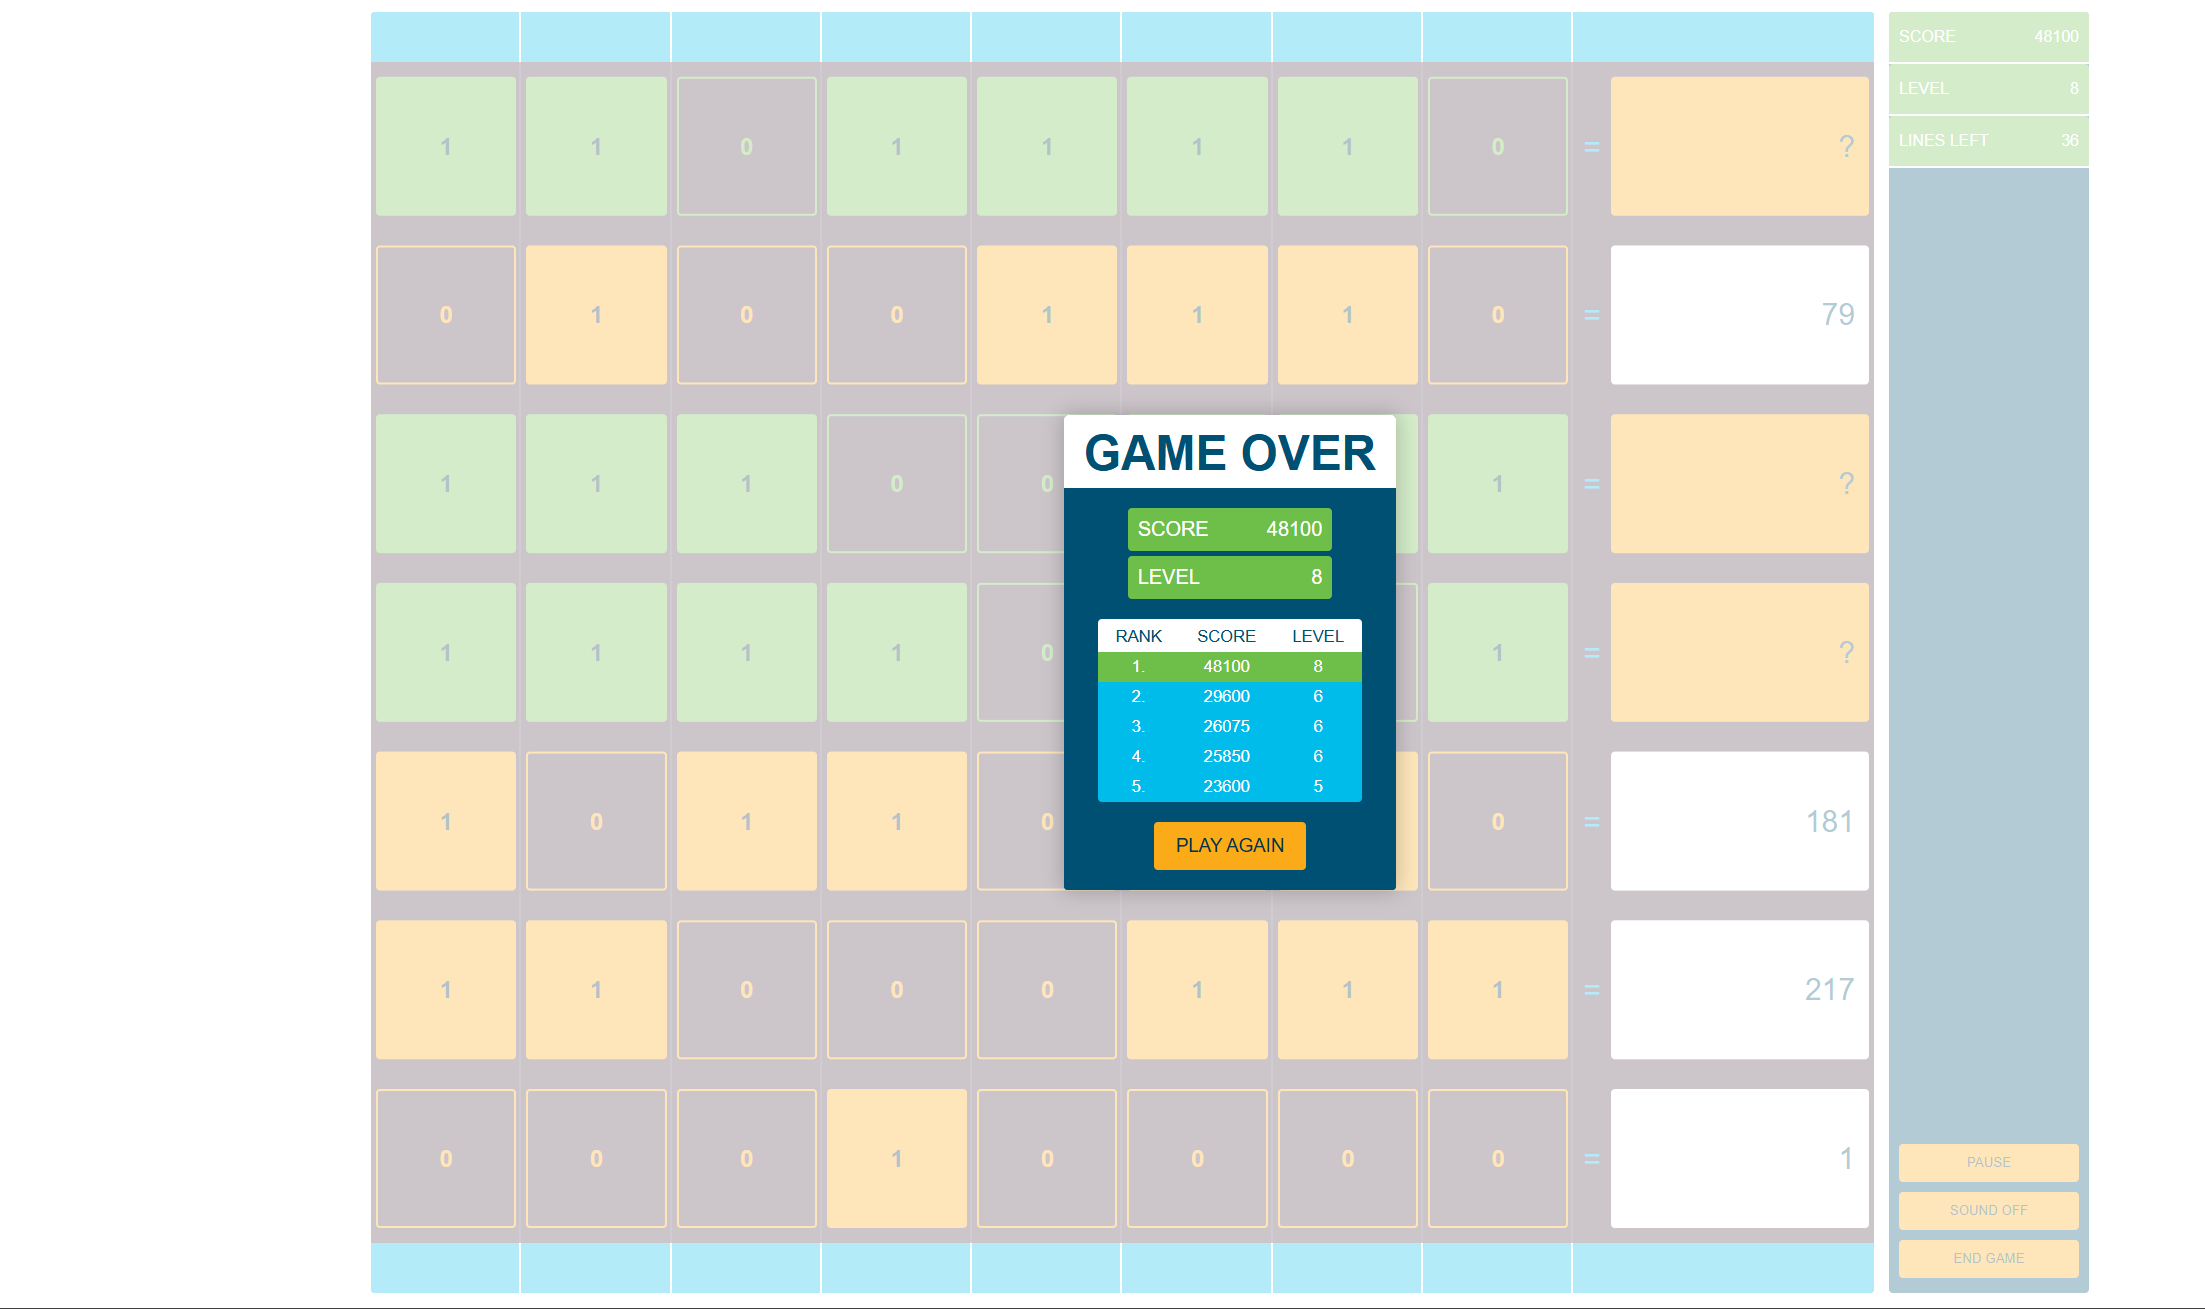 SCORE 48100
LEVEL 8
LINES LEFT 36
1 1 0 1 1 1 1 0 = ?
0 1 0 0 1 1 1 0 = 79
1 1 1 0 0 1 = ?
1 1 1 1 0 1 = ?
1 0 1 1 0 0 = 181
1 1 0 0 0 1 1 1 = 217
0 0 0 1 0 0 0 0 = 1
GAME OVER
SCORE 48100
LEVEL 8
RANK SCORE LEVEL
1. 48100 8
2. 29600 6
3. 26075 6
4. 25850 6
5. 23600 5
PLAY AGAIN
PAUSE
SOUND OFF
END GAME